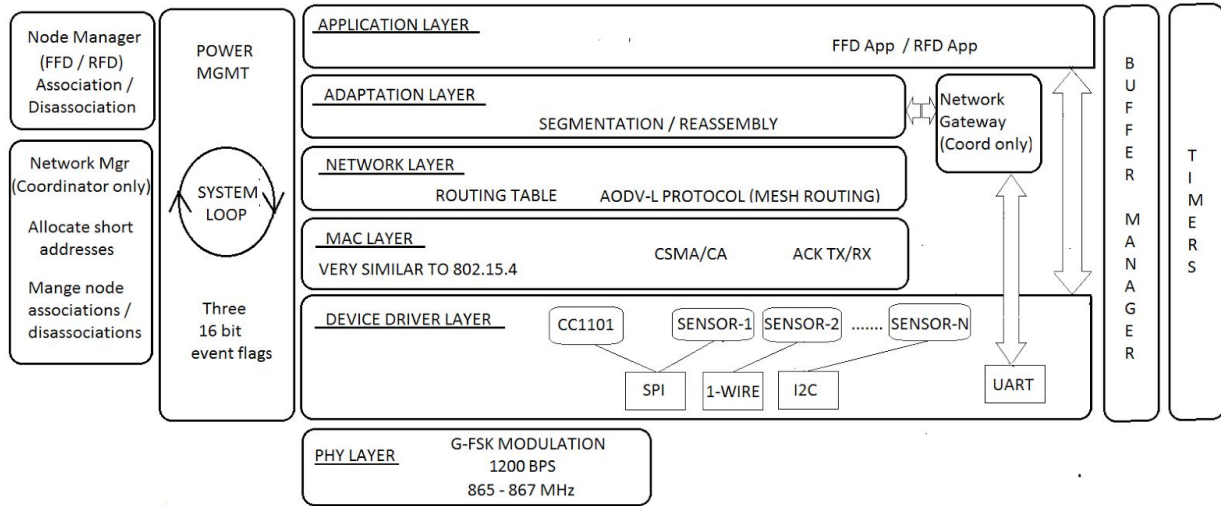 Node Manager
(FFD / RFD)
Association /
Disassociation
Network Mgr
(Coordinator only)
Allocate short
addresses
Mange node
associations /
disassociations
POWER
MGMT
SYSTEM
LOOP
Three
16 bit
event flags
APPLICATION LAYER
FFD App / RFD App
ADAPTATION LAYER
SEGMENTATION / REASSEMBLY
Network
Gateway
(Coord only)
NETWORK LAYER
ROUTING TABLE
AODV-L PROTOCOL (MESH ROUTING)
MAC LAYER
CSMA/CA
ACK TX/RX
VERY SIMILAR TO 802.15.4
DEVICE DRIVER LAYER
CC1101
SENSOR-1
SENSOR-2
.......
SENSOR-N
SPI
1-WIRE
I2C
UART
PHY LAYER
G-FSK MODULATION
1200 BPS
865 - 867 MHz
BUFFER MANAGER
TIMERS